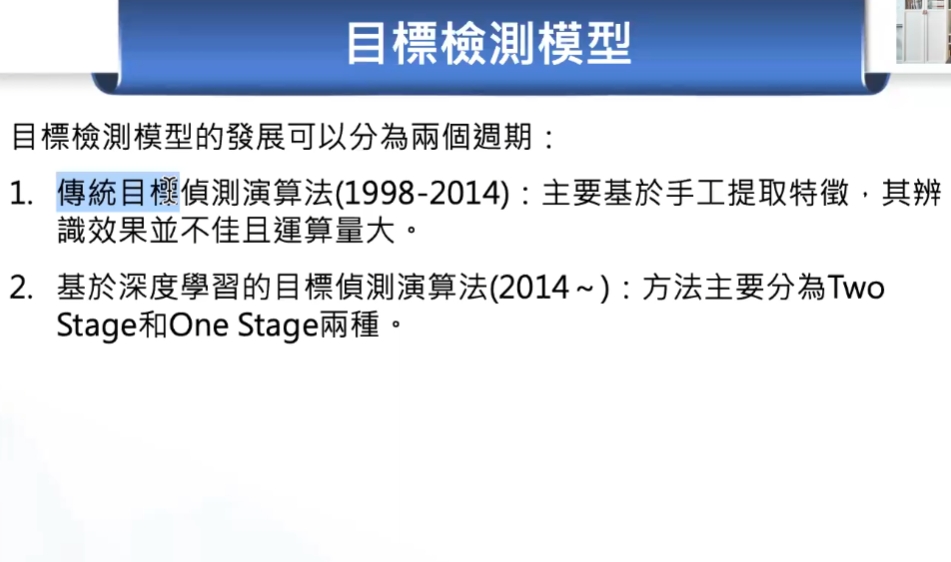 目標檢測模型
目標檢測模型的發展可以分為兩個週期：
1. 傳統目標偵測演算法(1998-2014)：主要基於手工提取特徵，其辨
識效果並不佳且運算量大。
2. 基於深度學習的目標偵測演算法(2014～)：方法主要分為Two
Stage和One Stage兩種。